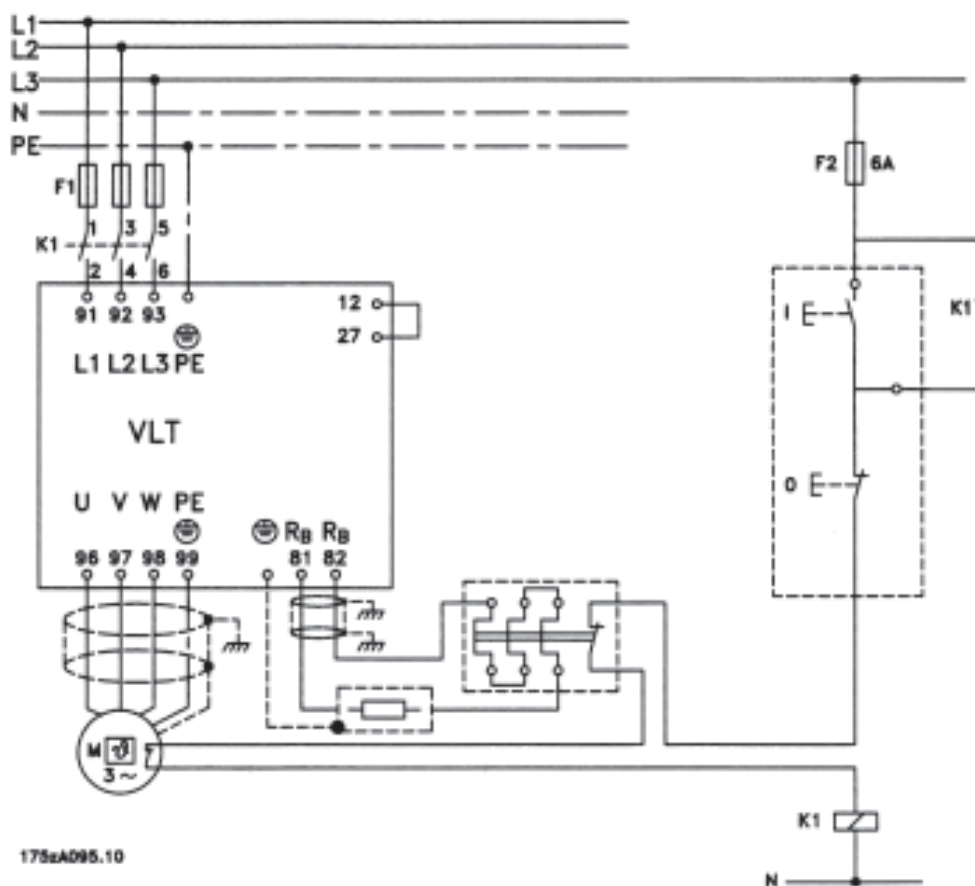 L1
L2
L3
N
PE
F1
F2 6A
1 3 5
K1
2 4 6
91 92 93
12
27
L1 L2 L3 PE
I
K1
VLT
U V W PE
RB RB
96 97 98 99
81 82
0
M ϑ
3 ~
K1
N
175zA095.10